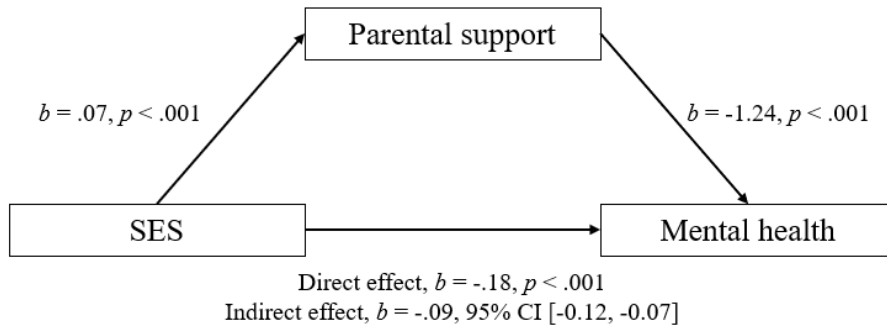 Parental support
b = .07, p < .001
b = -1.24, p < .001
SES
Mental health
Direct effect, b = -.18, p < .001
Indirect effect, b = -.09, 95% CI [-0.12, -0.07]